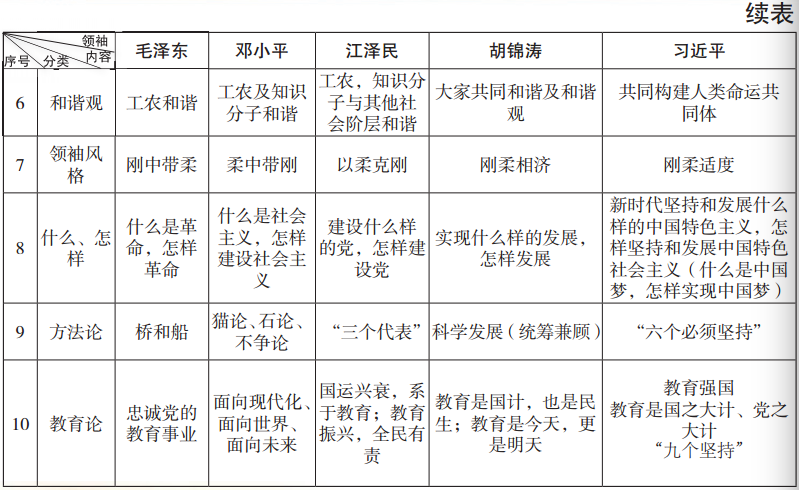 续表
领袖
内容
序号 分类
毛泽东
邓小平
江泽民
胡锦涛
习近平
6
和谐观
工农和谐
工农及知识
分子和谐
工农，知识分
子与其他社
会阶层和谐
大家共同和谐及和谐
观
共同构建人类命运共
同体
7
领袖风
格
刚中带柔
柔中带刚
以柔克刚
刚柔相济
刚柔适度
8
什么、怎
样
什么是革
命，怎样
革命
什么是社会
主义，怎样
建设社会主
义
建设什么样
的党，怎样建
设党
实现什么样的发展，
怎样发展
新时代坚持和发展什么
样的中国特色主义，怎
样坚持和发展中国特色
社会主义（什么是中国
梦，怎样实现中国梦）
9
方法论
桥和船
猫论、石论、
不争论
“三个代表”
科学发展（统筹兼顾）
“六个必须坚持”
10
教育论
忠诚党的
教育事业
面向现代化、
面向世界、
面向未来
国运兴衰，系
于教育；教育
振兴，全民有
责
教育是国计，也是民
生；教育是今天，更
是明天
教育强国
教育是国之大计、党之
大计
“九个坚持”